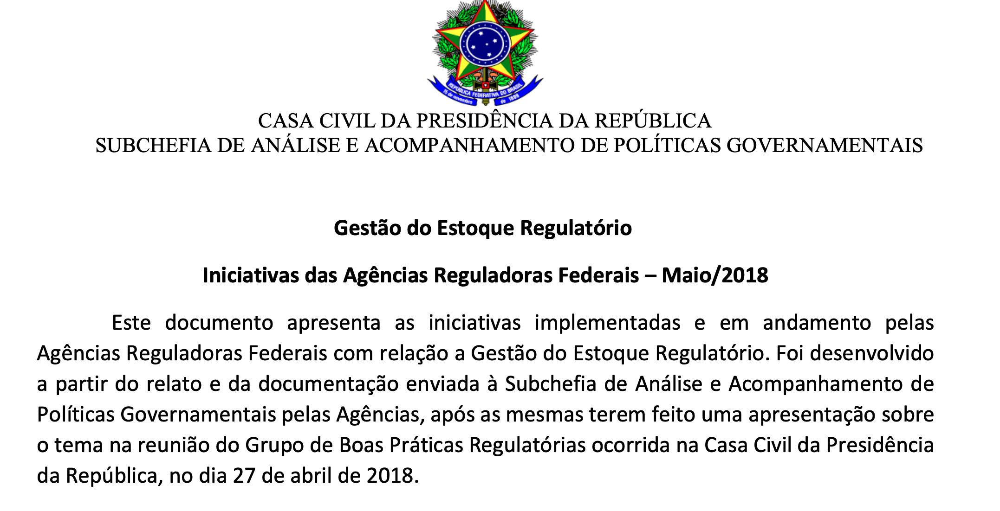 REPÚBLICA FEDERATIVA DO BRASIL
15 de novembro de 1889
CASA CIVIL DA PRESIDÊNCIA DA REPÚBLICA
SUBCHEFIA DE ANÁLISE E ACOMPANHAMENTO DE POLÍTICAS GOVERNAMENTAIS
Gestão do Estoque Regulatório
Iniciativas das Agências Reguladoras Federais – Maio/2018
Este documento apresenta as iniciativas implementadas e em andamento pelas
Agências Reguladoras Federais com relação a Gestão do Estoque Regulatório. Foi desenvolvido
a partir do relato e da documentação enviada à Subchefia de Análise e Acompanhamento de
Políticas Governamentais pelas Agências, após as mesmas terem feito uma apresentação sobre
o tema na reunião do Grupo de Boas Práticas Regulatórias ocorrida na Casa Civil da Presidência
da República, no dia 27 de abril de 2018.